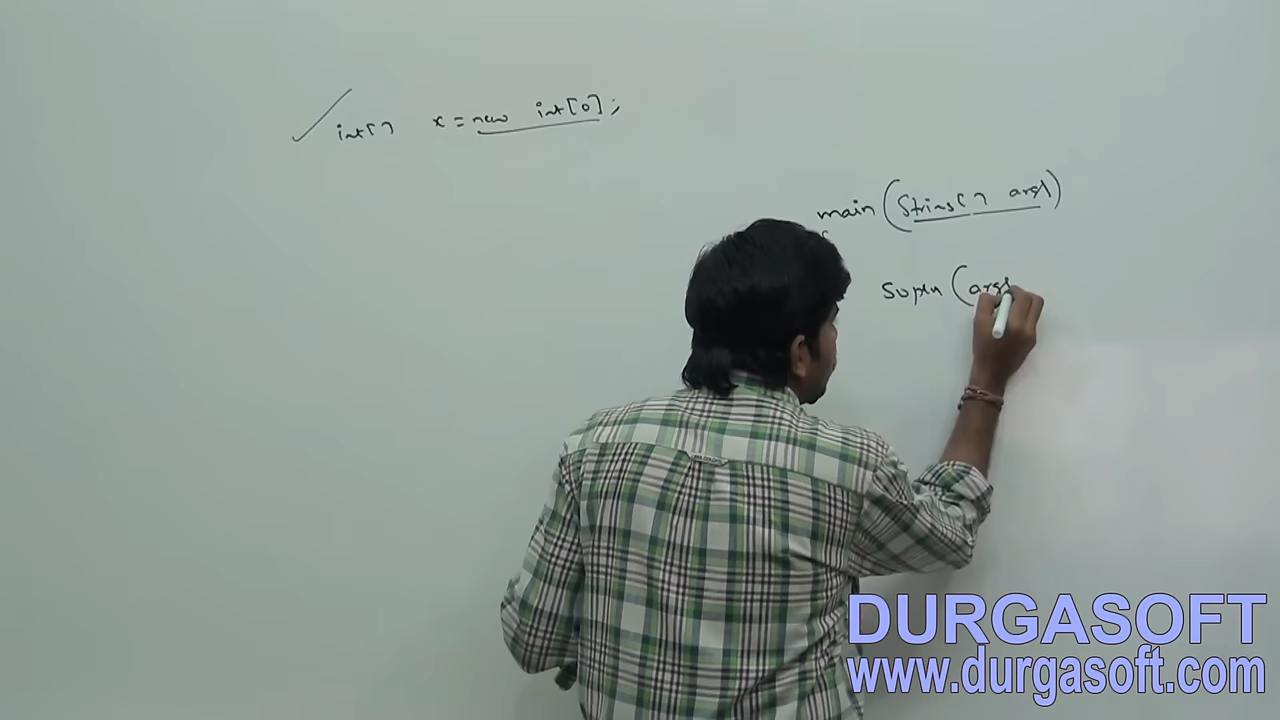 int[] x = new int[0];
main (String[] args)
{
Sopln (args
DURGASOFT
www.durgasoft.com